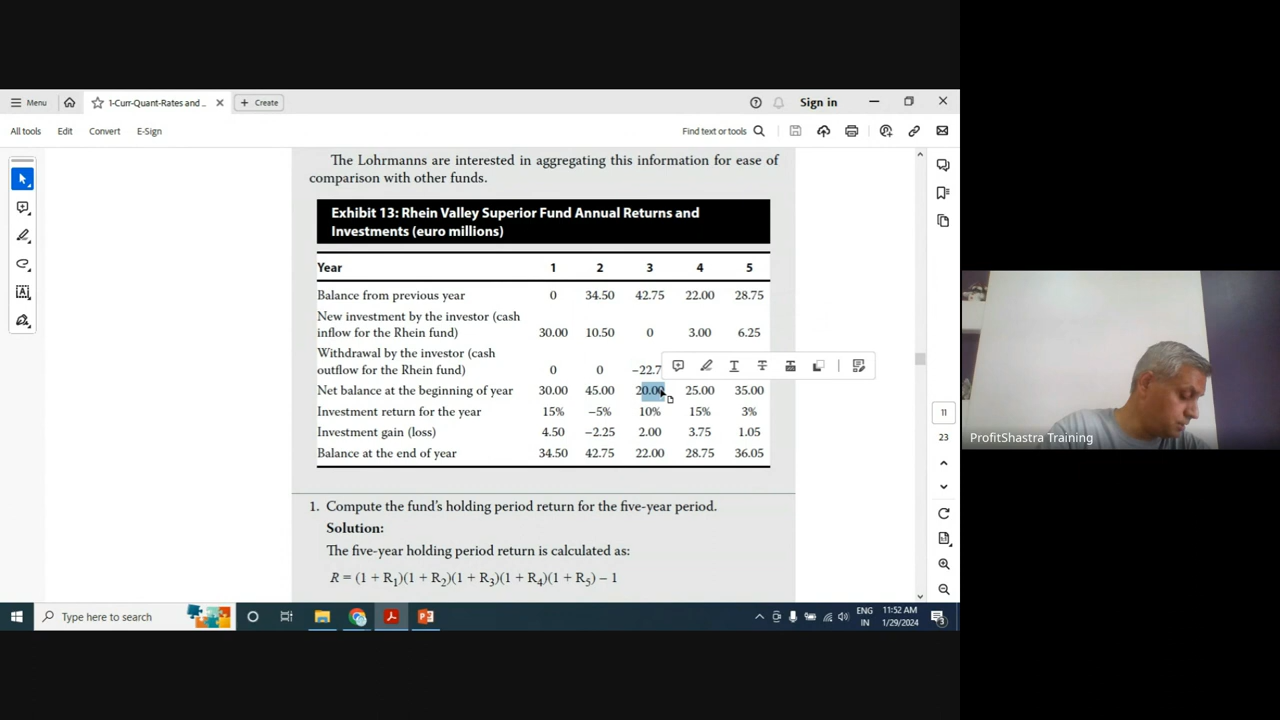 Menu
1-Curr-Quant-Rates and ...
Create
Sign in
All tools
Edit
Convert
E-Sign
Find text or tools
The Lohrmanns are interested in aggregating this information for ease of
comparison with other funds.
Exhibit 13: Rhein Valley Superior Fund Annual Returns and
Investments (euro millions)
Year 1 2 3 4 5
Balance from previous year 0 34.50 42.75 22.00 28.75
New investment by the investor (cash
inflow for the Rhein fund) 30.00 10.50 0 3.00 6.25
Withdrawal by the investor (cash
outflow for the Rhein fund) 0 0 −22.7
Net balance at the beginning of year 30.00 45.00 20.00 25.00 35.00
Investment return for the year 15% −5% 10% 15% 3%
Investment gain (loss) 4.50 −2.25 2.00 3.75 1.05
Balance at the end of year 34.50 42.75 22.00 28.75 36.05
1. Compute the fund's holding period return for the five-year period.
Solution:
The five-year holding period return is calculated as:
R = (1 + R1)(1 + R2)(1 + R3)(1 + R4)(1 + R5) − 1
11
23
Type here to search
ENG
IN
11:52 AM
1/29/2024
3
ProfitShastra Training